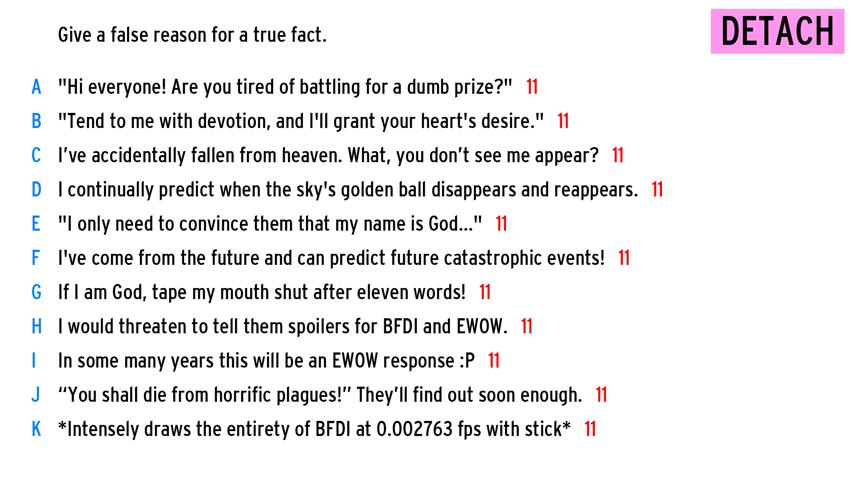 Give a false reason for a true fact.
DETACH
A "Hi everyone! Are you tired of battling for a dumb prize?" 11
B "Tend to me with devotion, and I'll grant your heart's desire." 11
C I’ve accidentally fallen from heaven. What, you don’t see me appear? 11
D I continually predict when the sky's golden ball disappears and reappears. 11
E "I only need to convince them that my name is God..." 11
F I've come from the future and can predict future catastrophic events! 11
G If I am God, tape my mouth shut after eleven words! 11
H I would threaten to tell them spoilers for BFDI and EWOW. 11
I In some many years this will be an EWOW response :P 11
J “You shall die from horrific plagues!” They’ll find out soon enough. 11
K *Intensely draws the entirety of BFDI at 0.002763 fps with stick* 11